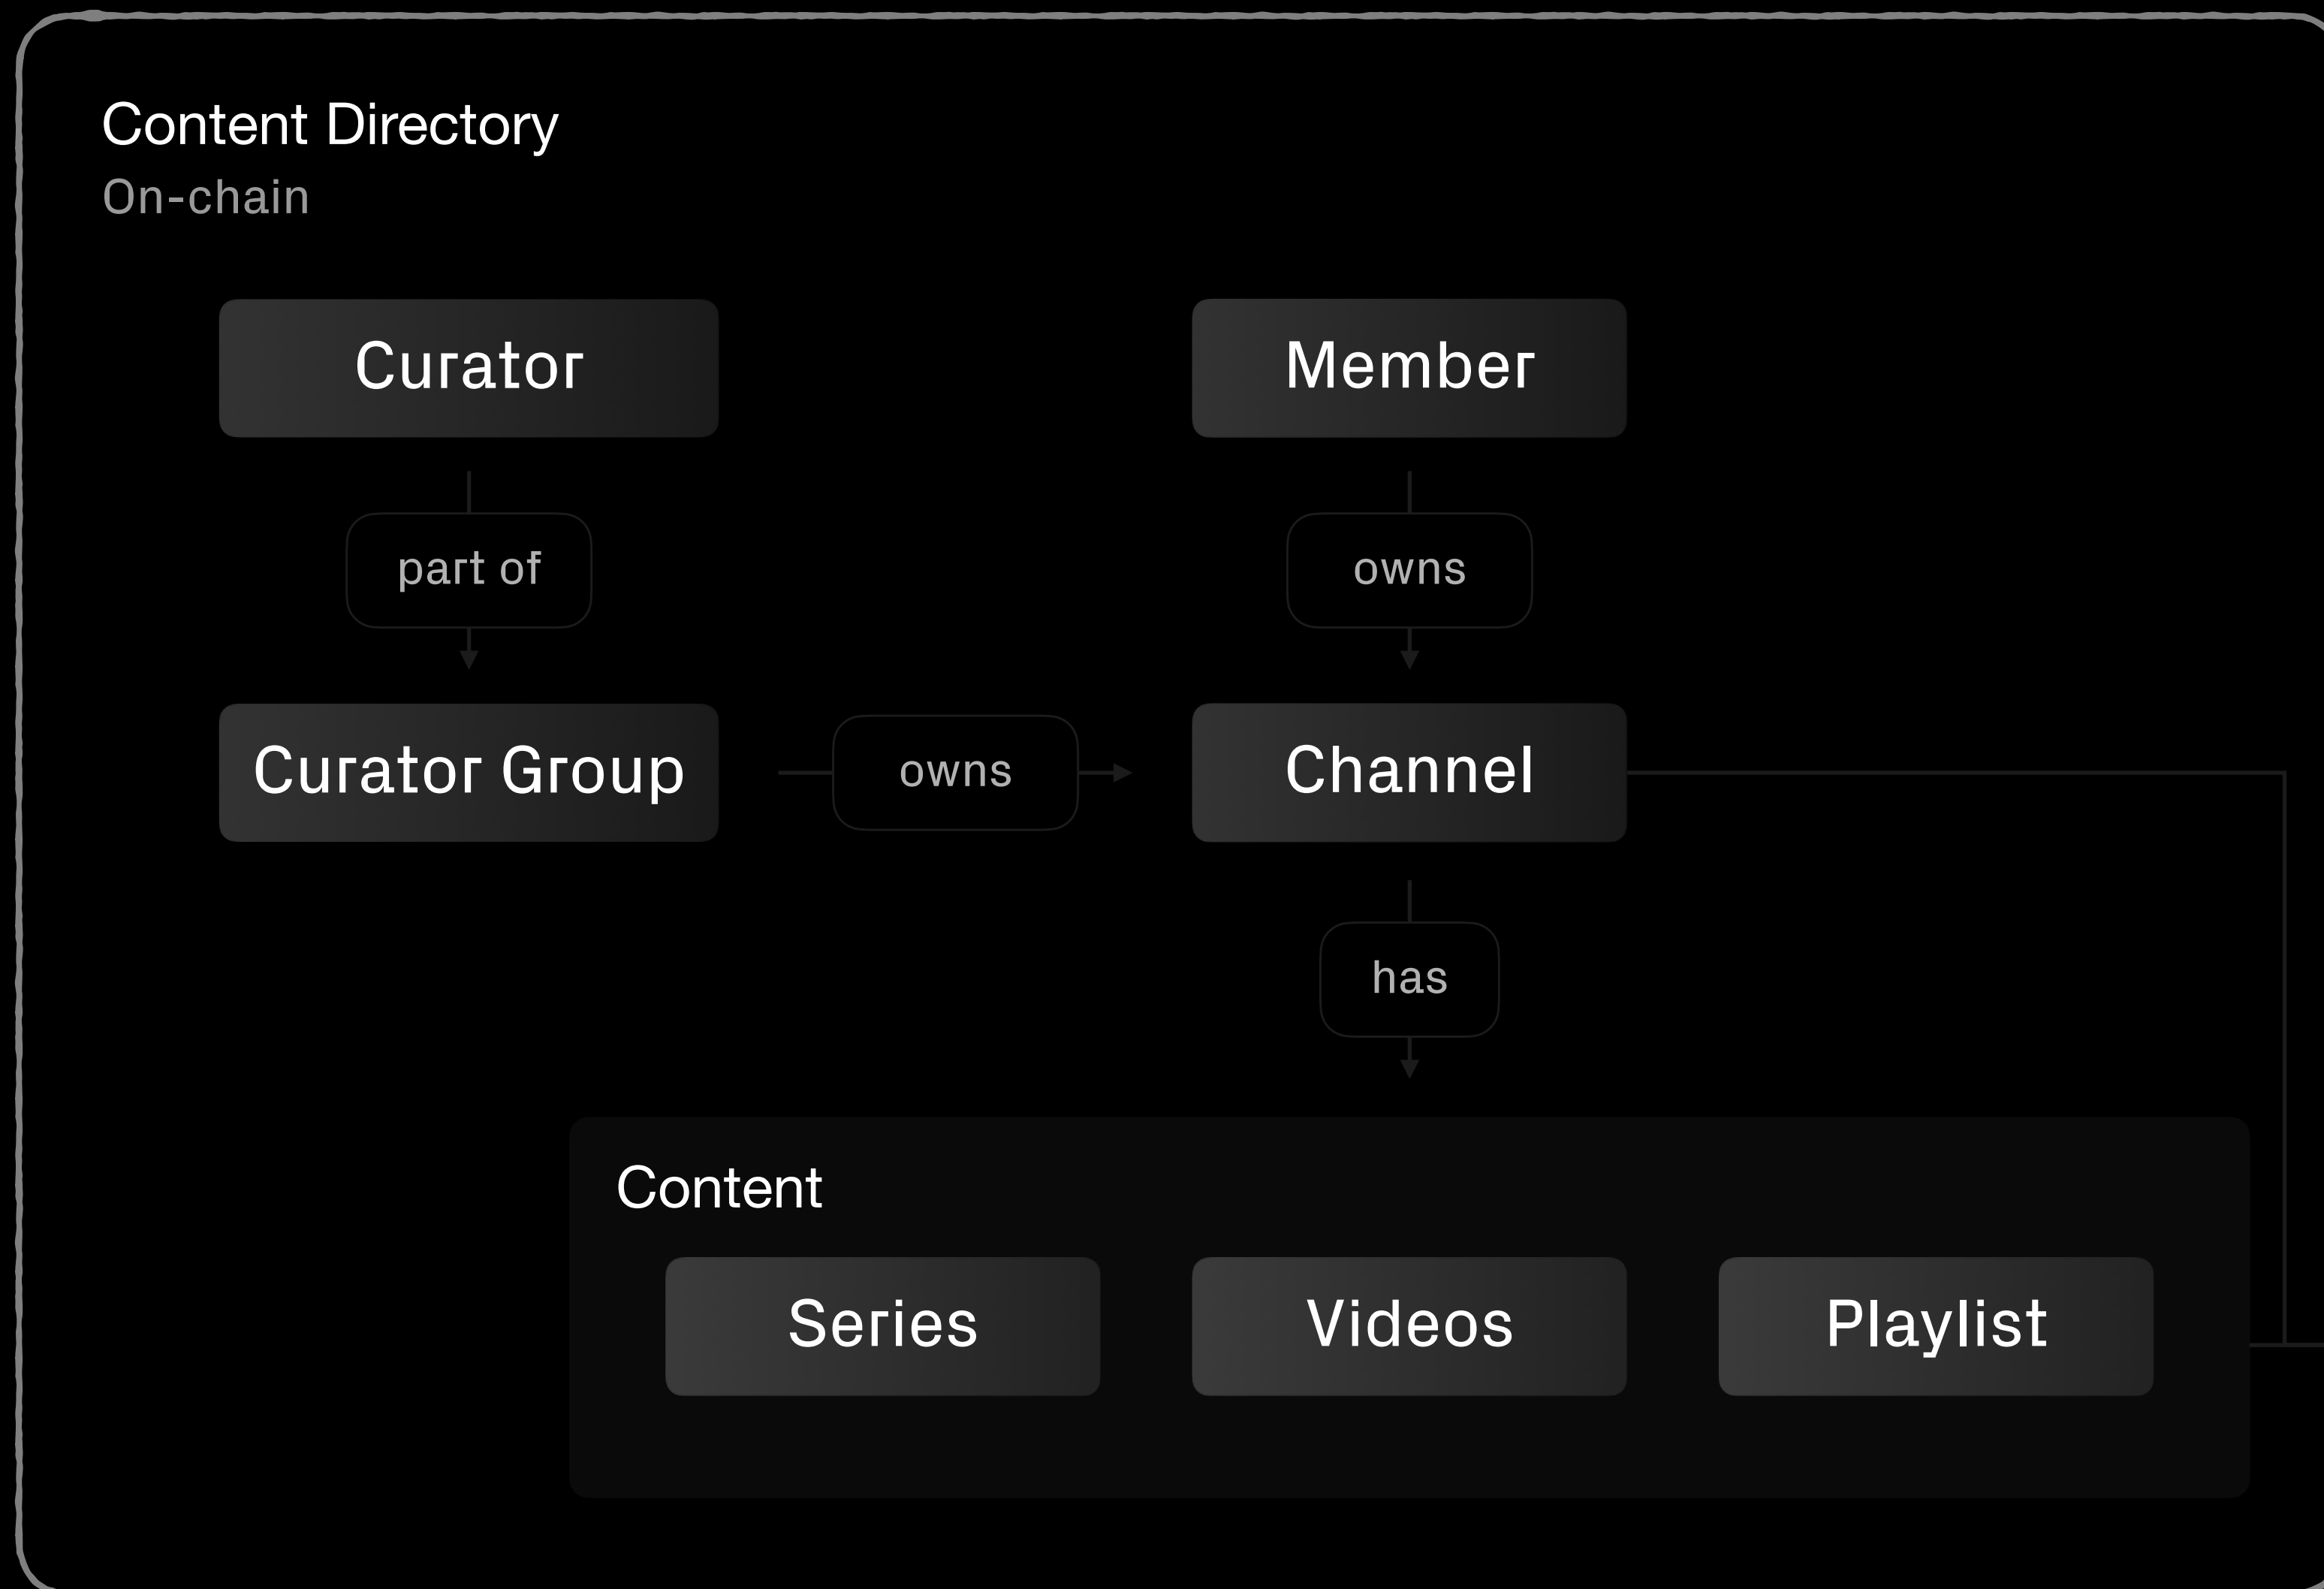 Content Directory
On-chain
Curator
Member
part of
owns
Curator Group
owns
Channel
has
Content
Series
Videos
Playlist